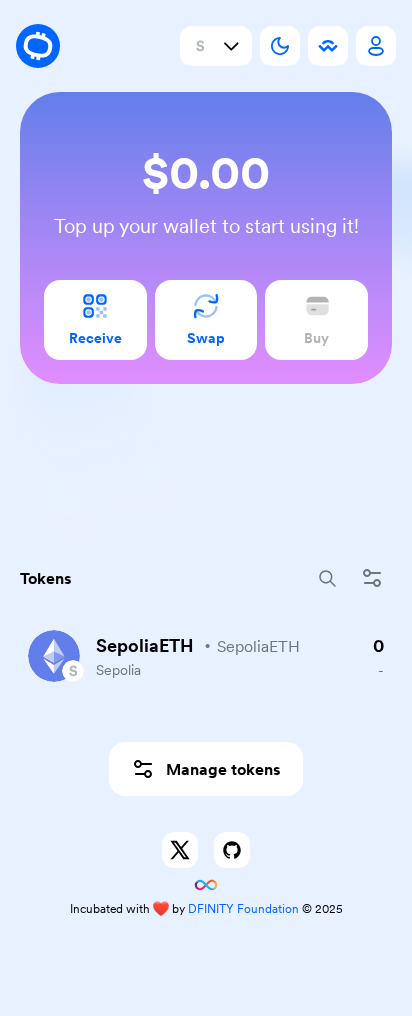 S
$0.00
Top up your wallet to start using it!
Receive Swap Buy
Tokens
SepoliaETH • SepoliaETH 0
S Sepolia -
Manage tokens
Incubated with ❤️ by DFINITY Foundation © 2025